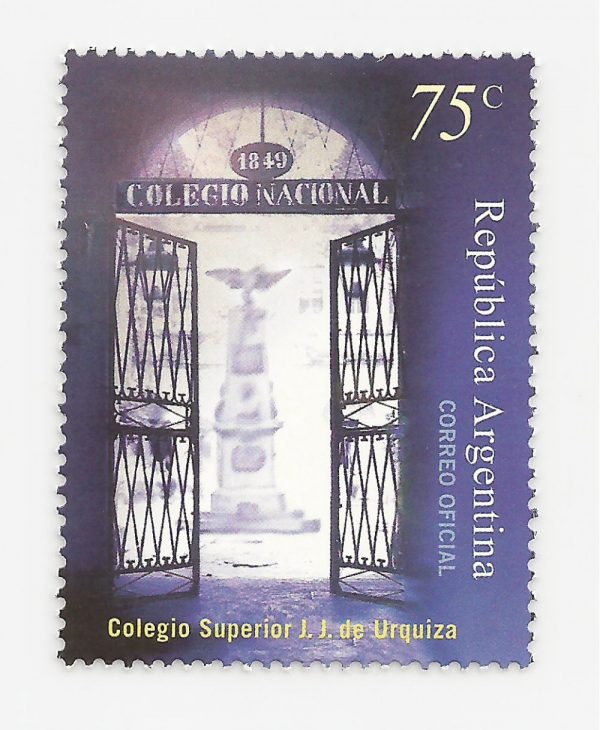 75c
1849
COLEGIO NACIONAL
República Argentina
CORREO OFICIAL
Colegio Superior J. J. de Urquiza